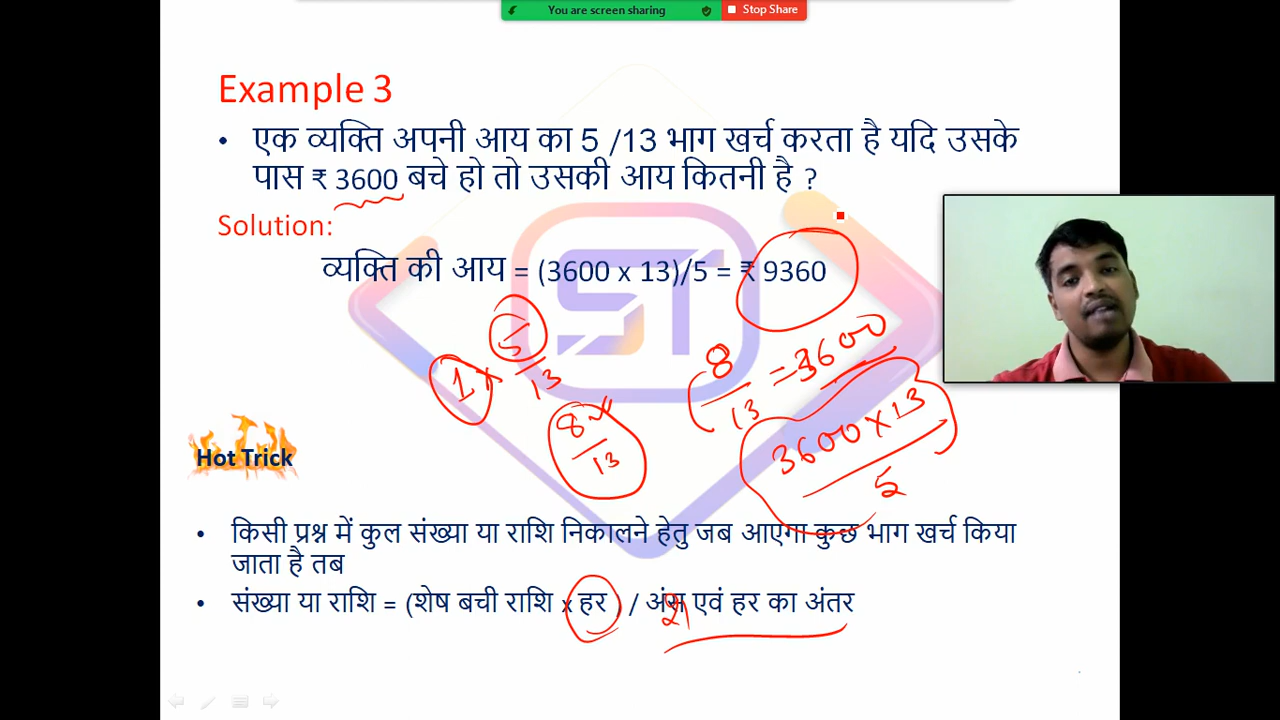 You are screen sharing Stop Share
Example 3
• एक व्यक्ति अपनी आय का 5 /13 भाग खर्च करता है यदि उसके
पास ₹ 3600 बचे हो तो उसकी आय कितनी है ?
Solution:
व्यक्ति की आय = (3600 x 13)/5 = ₹ 9360
ST
1 x 5/13
8/13
8/13 = 3600
3600 x 13
5
Hot Trick
• किसी प्रश्न में कुल संख्या या राशि निकालने हेतु जब आएगा कुछ भाग खर्च किया
जाता है तब
• संख्या या राशि = (शेष बची राशि x हर ) / अंस एवं हर का अंतर
श